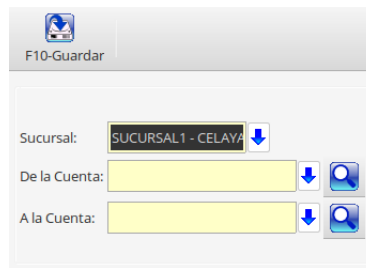 F10-Guardar
Sucursal: SUCURSAL1 - CELAYA
De la Cuenta:
A la Cuenta: